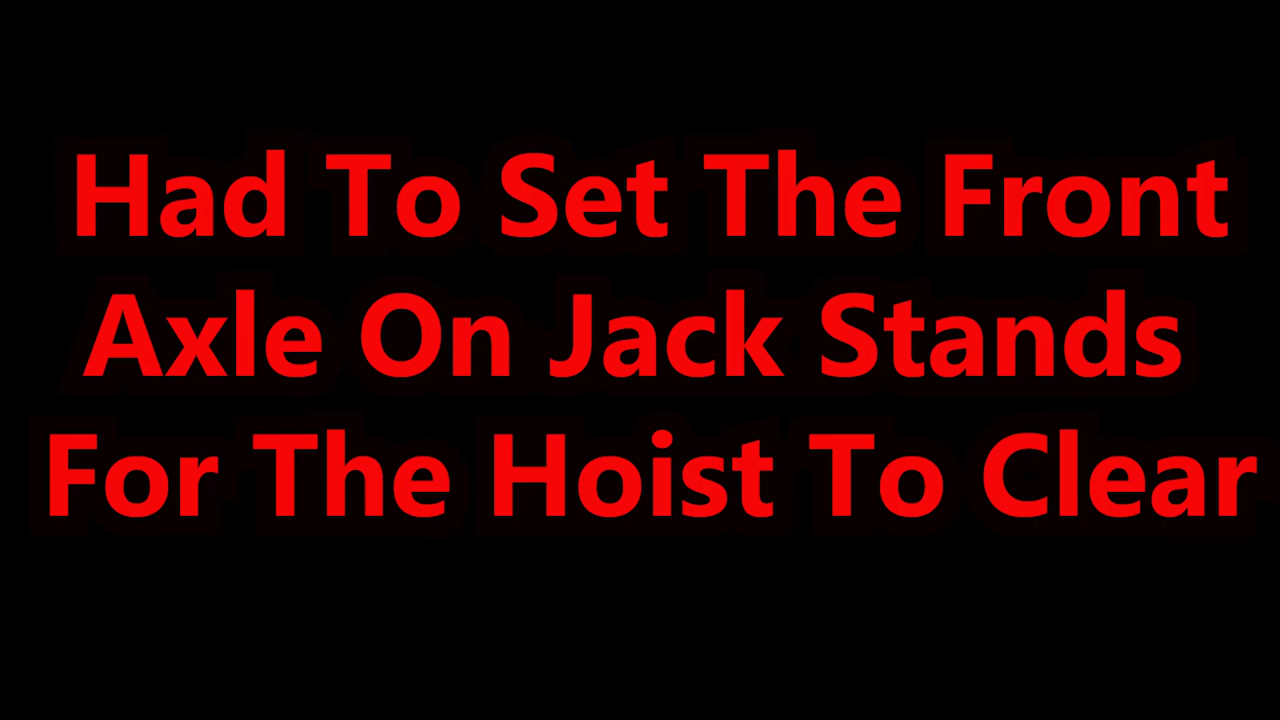 Had To Set The Front
Axle On Jack Stands
For The Hoist To Clear